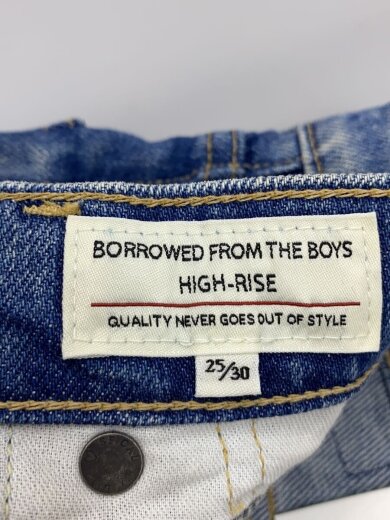 BORROWED FROM THE BOYS
HIGH-RISE
QUALITY NEVER GOES OUT OF STYLE
25/30